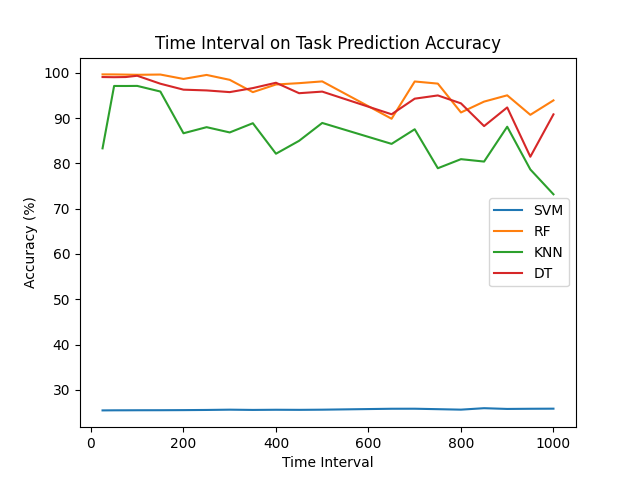 Time Interval on Task Prediction Accuracy
100
90
80
70
60
50
40
30
Accuracy (%)
SVM
RF
KNN
DT
0 200 400 600 800 1000
Time Interval